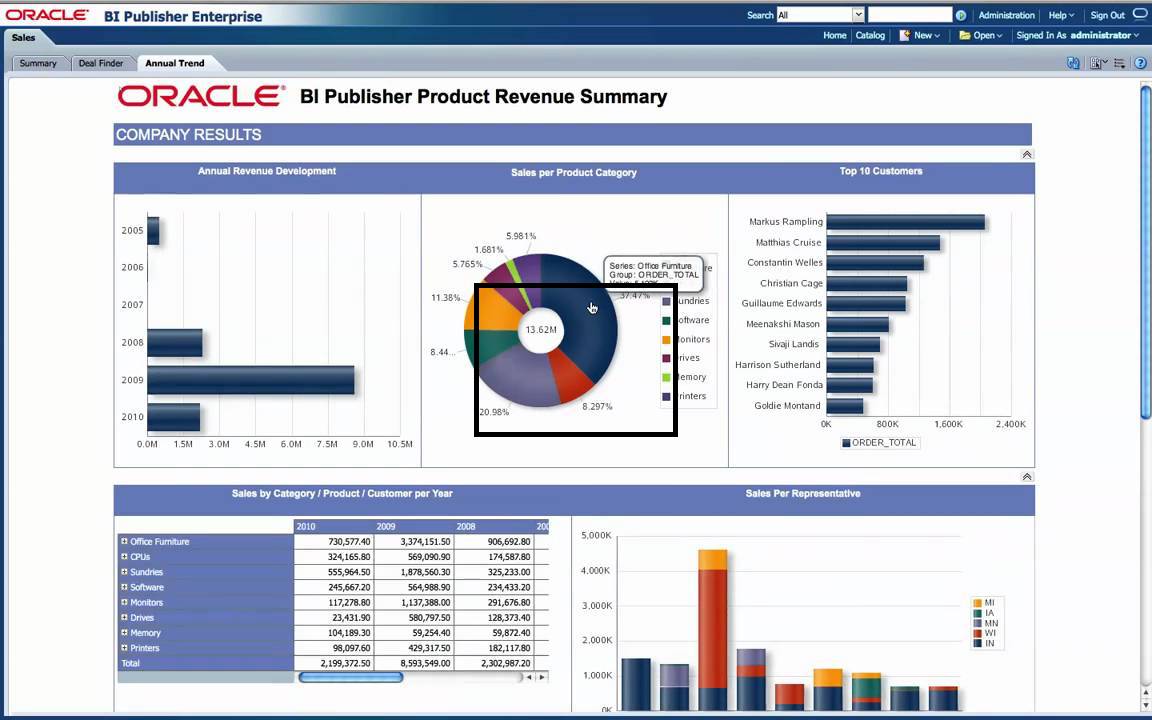 ORACLE BI Publisher Enterprise
Search All
Administration Help Sign Out
Sales
Home Catalog New Open Signed In As administrator
Summary Deal Finder Annual Trend
ORACLE BI Publisher Product Revenue Summary
COMPANY RESULTS
Annual Revenue Development
2005
2006
2007
2008
2009
2010
0.0M 1.5M 3.0M 4.5M 6.0M 7.5M 9.0M 10.5M
Sales per Product Category
5.981%
1.681%
5.765%
11.38%
8.44...
20.98%
8.297%
37.47%
13.62M
Series: Office Furniture
Group: ORDER_TOTAL
Top 10 Customers
Markus Rampling
Matthias Cruise
Constantin Welles
Christian Cage
Guillaume Edwards
Meenakshi Mason
Sivaji Landis
Harrison Sutherland
Harry Dean Fonda
Goldie Montand
0K 800K 1,600K 2,400K
ORDER_TOTAL
Sales by Category / Product / Customer per Year
2010 2009 2008 200
Office Furniture 730,577.40 3,374,151.50 906,692.80
CPUs 324,165.80 569,090.90 174,587.80
Sundries 555,964.50 1,878,560.30 325,233.00
Software 245,667.20 564,988.90 234,433.20
Monitors 117,278.80 1,137,388.00 291,676.80
Drives 23,431.90 580,797.50 128,373.40
Memory 104,189.30 59,254.40 59,872.40
Printers 98,097.60 429,317.50 182,117.80
Total 2,199,372.50 8,593,549.00 2,302,987.20
Sales Per Representative
5,000K
4,000K
3,000K
2,000K
1,000K
0K
MI
IA
MN
WI
IN